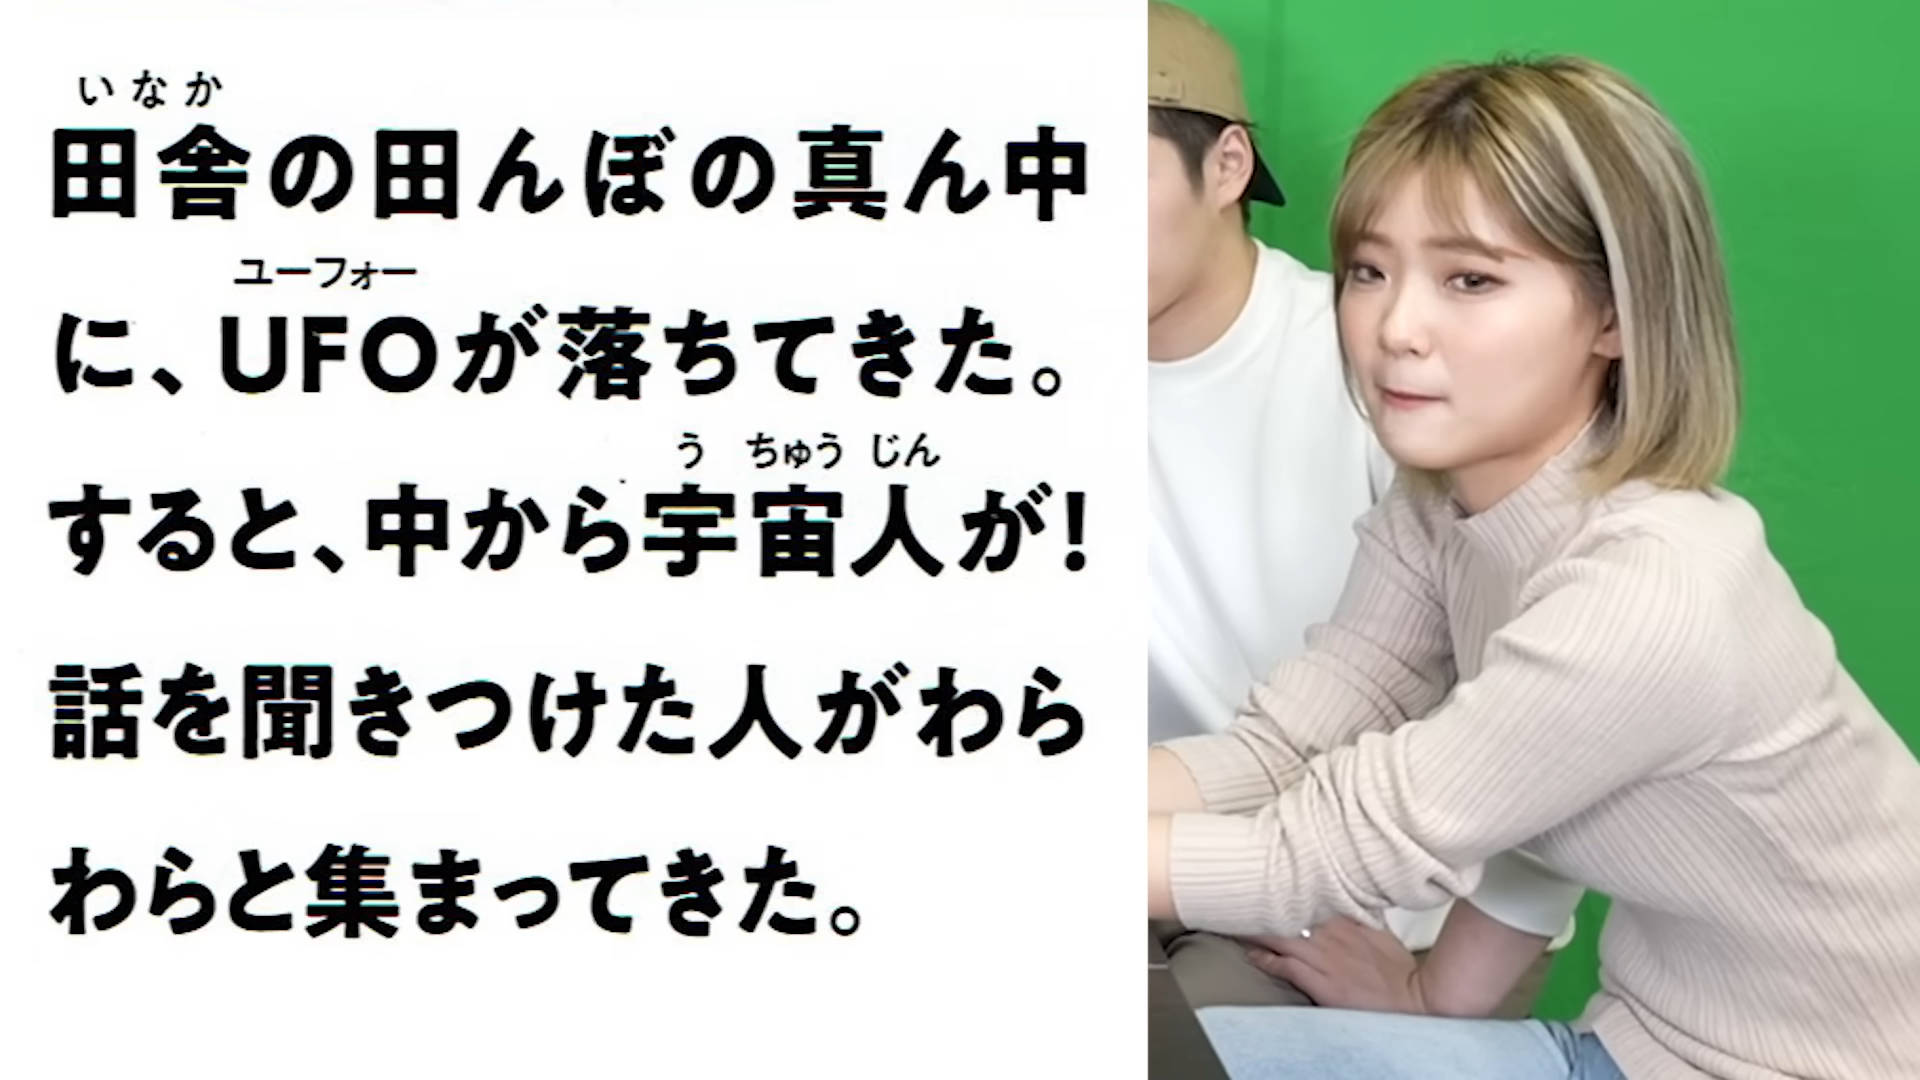 いなか
田舎の田んぼの真ん中
ユーフォー
に、UFOが落ちてきた。
うちゅうじん
すると、中から宇宙人が!
話を聞きつけた人がわら
わらと集まってきた。